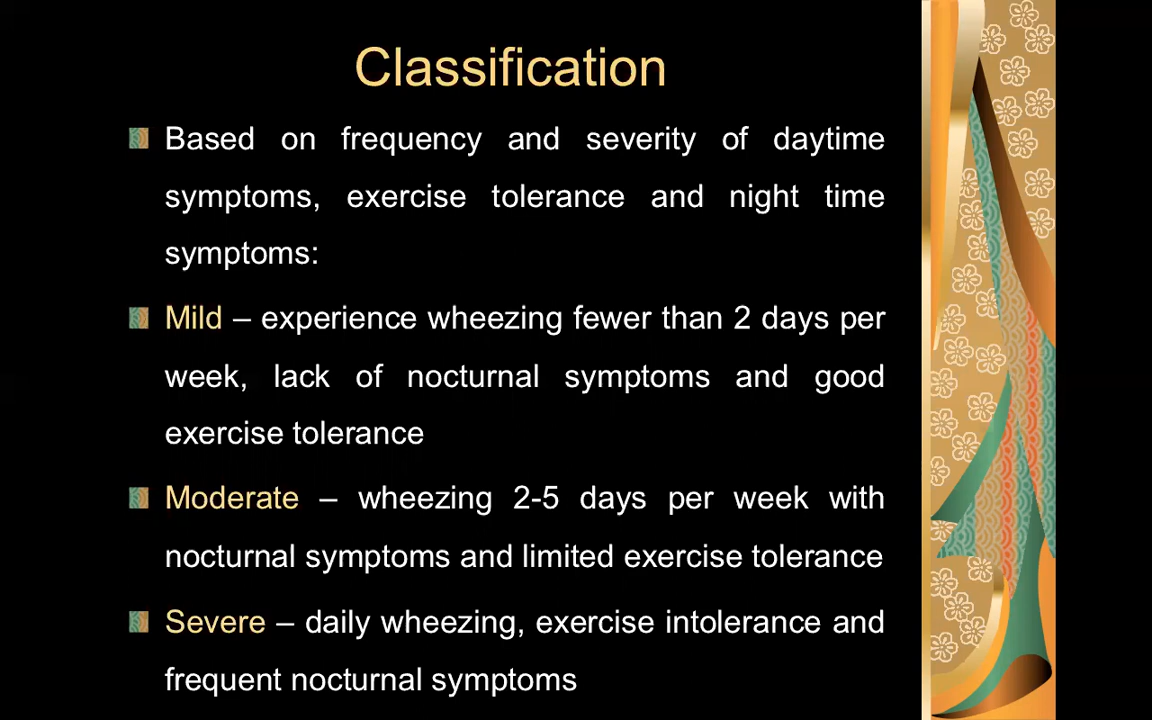 Classification
Based on frequency and severity of daytime
symptoms, exercise tolerance and night time
symptoms:
Mild – experience wheezing fewer than 2 days per
week, lack of nocturnal symptoms and good
exercise tolerance
Moderate – wheezing 2-5 days per week with
nocturnal symptoms and limited exercise tolerance
Severe – daily wheezing, exercise intolerance and
frequent nocturnal symptoms